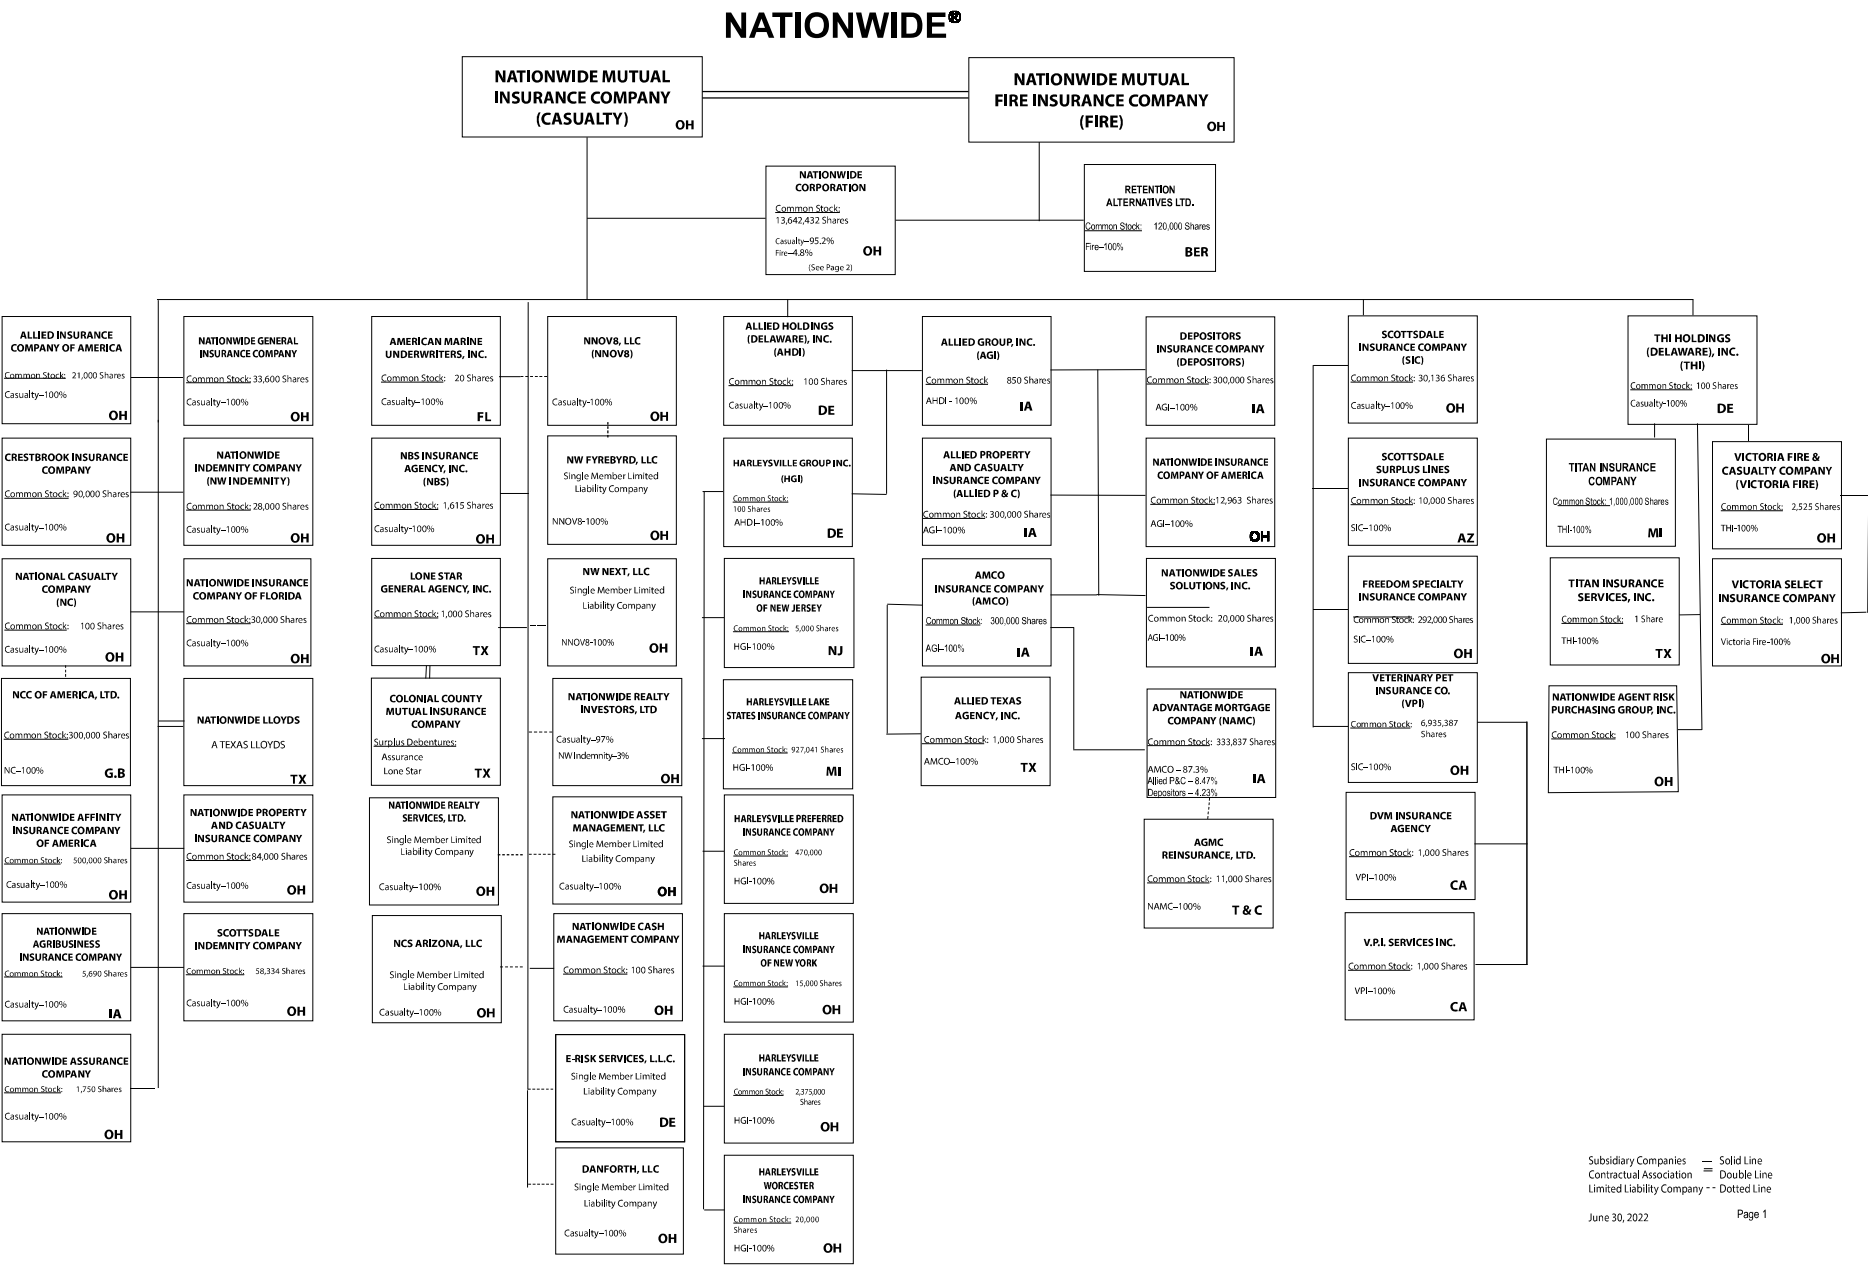 NATIONWIDE®
NATIONWIDE MUTUAL
INSURANCE COMPANY
(CASUALTY)
OH
NATIONWIDE MUTUAL
FIRE INSURANCE COMPANY
(FIRE)
OH
NATIONWIDE
CORPORATION
Common Stock:
13,642,432 Shares
Casualty–95.2%
Fire–4.8%
OH
(See Page 2)
RETENTION
ALTERNATIVES LTD.
Common Stock: 120,000 Shares
Fire–100%
BER
ALLIED INSURANCE
COMPANY OF AMERICA
Common Stock: 21,000 Shares
Casualty–100%
OH
CRESTBROOK INSURANCE
COMPANY
Common Stock: 90,000 Shares
Casualty–100%
OH
NATIONAL CASUALTY
COMPANY
(NC)
Common Stock: 100 Shares
Casualty–100%
OH
NCC OF AMERICA, LTD.
Common Stock:300,000 Shares
NC–100%
G.B
NATIONWIDE AFFINITY
INSURANCE COMPANY
OF AMERICA
Common Stock: 500,000 Shares
Casualty–100%
OH
NATIONWIDE
AGRIBUSINESS
INSURANCE COMPANY
Common Stock: 5,690 Shares
Casualty–100%
IA
NATIONWIDE ASSURANCE
COMPANY
Common Stock: 1,750 Shares
Casualty–100%
OH
NATIONWIDE GENERAL
INSURANCE COMPANY
Common Stock: 33,600 Shares
Casualty–100%
OH
NATIONWIDE
INDEMNITY COMPANY
(NW INDEMNITY)
Common Stock: 28,000 Shares
Casualty–100%
OH
NATIONWIDE INSURANCE
COMPANY OF FLORIDA
Common Stock:30,000 Shares
Casualty–100%
OH
NATIONWIDE LLOYDS
A TEXAS LLOYDS
TX
NATIONWIDE PROPERTY
AND CASUALTY
INSURANCE COMPANY
Common Stock:84,000 Shares
Casualty–100%
OH
SCOTTSDALE
INDEMNITY COMPANY
Common Stock: 58,334 Shares
Casualty–100%
OH
AMERICAN MARINE
UNDERWRITERS, INC.
Common Stock: 20 Shares
Casualty–100%
FL
NBS INSURANCE
AGENCY, INC.
(NBS)
Common Stock: 1,615 Shares
Casualty–100%
OH
LONE STAR
GENERAL AGENCY, INC.
Common Stock: 1,000 Shares
Casualty–100%
TX
COLONIAL COUNTY
MUTUAL INSURANCE
COMPANY
Surplus Debentures:
Assurance
Lone Star
TX
NATIONWIDE REALTY
SERVICES, LTD.
Single Member Limited
Liability Company
Casualty–100%
OH
NCS ARIZONA, LLC
Single Member Limited
Liability Company
Casualty–100%
OH
NNOV8, LLC
(NNOV8)
Casualty–100%
OH
NW FYREBYRD, LLC
Single Member Limited
Liability Company
NNOV8–100%
OH
NW NEXT, LLC
Single Member Limited
Liability Company
NNOV8-100%
OH
NATIONWIDE REALTY
INVESTORS, LTD
Casualty–97%
NW Indemnity–3%
OH
NATIONWIDE ASSET
MANAGEMENT, LLC
Single Member Limited
Liability Company
Casualty–100%
OH
NATIONWIDE CASH
MANAGEMENT COMPANY
Common Stock: 100 Shares
Casualty–100%
OH
E-RISK SERVICES, L.L.C.
Single Member Limited
Liability Company
Casualty–100%
DE
DANFORTH, LLC
Single Member Limited
Liability Company
Casualty–100%
OH
ALLIED HOLDINGS
(DELAWARE), INC.
(AHDI)
Common Stock: 100 Shares
Casualty–100%
DE
HARLEYSVILLE GROUP INC.
(HGI)
Common Stock:
100 Shares
AHDI–100%
DE
HARLEYSVILLE
INSURANCE COMPANY
OF NEW JERSEY
Common Stock: 5,000 Shares
HGI-100%
NJ
HARLEYSVILLE LAKE
STATES INSURANCE COMPANY
Common Stock: 927,041 Shares
HGI-100%
MI
HARLEYSVILLE PREFERRED
INSURANCE COMPANY
Common Stock: 470,000
Shares
HGI-100%
OH
HARLEYSVILLE
INSURANCE COMPANY
OF NEW YORK
Common Stock: 15,000 Shares
HGI-100%
OH
HARLEYSVILLE
INSURANCE COMPANY
Common Stock: 2,375,000
Shares
HGI-100%
OH
HARLEYSVILLE
WORCESTER
INSURANCE COMPANY
Common Stock: 20,000
Shares
HGI-100%
OH
ALLIED GROUP, INC.
(AGI)
Common Stock 850 Shares
AHDI - 100%
IA
ALLIED PROPERTY
AND CASUALTY
INSURANCE COMPANY
(ALLIED P & C)
Common Stock: 300,000 Shares
AGI–100%
IA
AMCO
INSURANCE COMPANY
(AMCO)
Common Stock: 300,000 Shares
AGI–100%
IA
ALLIED TEXAS
AGENCY, INC.
Common Stock: 1,000 Shares
AMCO–100%
TX
DEPOSITORS
INSURANCE COMPANY
(DEPOSITORS)
Common Stock: 300,000 Shares
AGI–100%
IA
NATIONWIDE INSURANCE
COMPANY OF AMERICA
Common Stock:12,963 Shares
AGI–100%
OH
NATIONWIDE SALES
SOLUTIONS, INC.
Common Stock: 20,000 Shares
AGI–100%
IA
NATIONWIDE
ADVANTAGE MORTGAGE
COMPANY (NAMC)
Common Stock: 333,837 Shares
AMCO – 87.3%
Allied P&C – 8.47%
Depositors – 4.23%
IA
AGMC
REINSURANCE, LTD.
Common Stock: 11,000 Shares
NAMC–100%
T & C
SCOTTSDALE
INSURANCE COMPANY
(SIC)
Common Stock: 30,136 Shares
Casualty–100%
OH
SCOTTSDALE
SURPLUS LINES
INSURANCE COMPANY
Common Stock: 10,000 Shares
SIC–100%
AZ
FREEDOM SPECIALTY
INSURANCE COMPANY
Common Stock: 292,000 Shares
SIC–100%
OH
VETERINARY PET
INSURANCE CO.
(VPI)
Common Stock: 6,935,387
Shares
SIC–100%
OH
DVM INSURANCE
AGENCY
Common Stock: 1,000 Shares
VPI–100%
CA
V.P.I. SERVICES INC.
Common Stock: 1,000 Shares
VPI–100%
CA
THI HOLDINGS
(DELAWARE), INC.
(THI)
Common Stock: 100 Shares
Casualty-100%
DE
TITAN INSURANCE
COMPANY
Common Stock: 1,000,000 Shares
THI-100%
MI
TITAN INSURANCE
SERVICES, INC.
Common Stock: 1 Share
THI-100%
TX
NATIONWIDE AGENT RISK
PURCHASING GROUP, INC.
Common Stock: 100 Shares
THI-100%
OH
VICTORIA FIRE &
CASUALTY COMPANY
(VICTORIA FIRE)
Common Stock: 2,525 Shares
THI-100%
OH
VICTORIA SELECT
INSURANCE COMPANY
Common Stock: 1,000 Shares
Victoria Fire-100%
OH
Subsidiary Companies — Solid Line
Contractual Association = Double Line
Limited Liability Company -- Dotted Line
June 30, 2022
Page 1